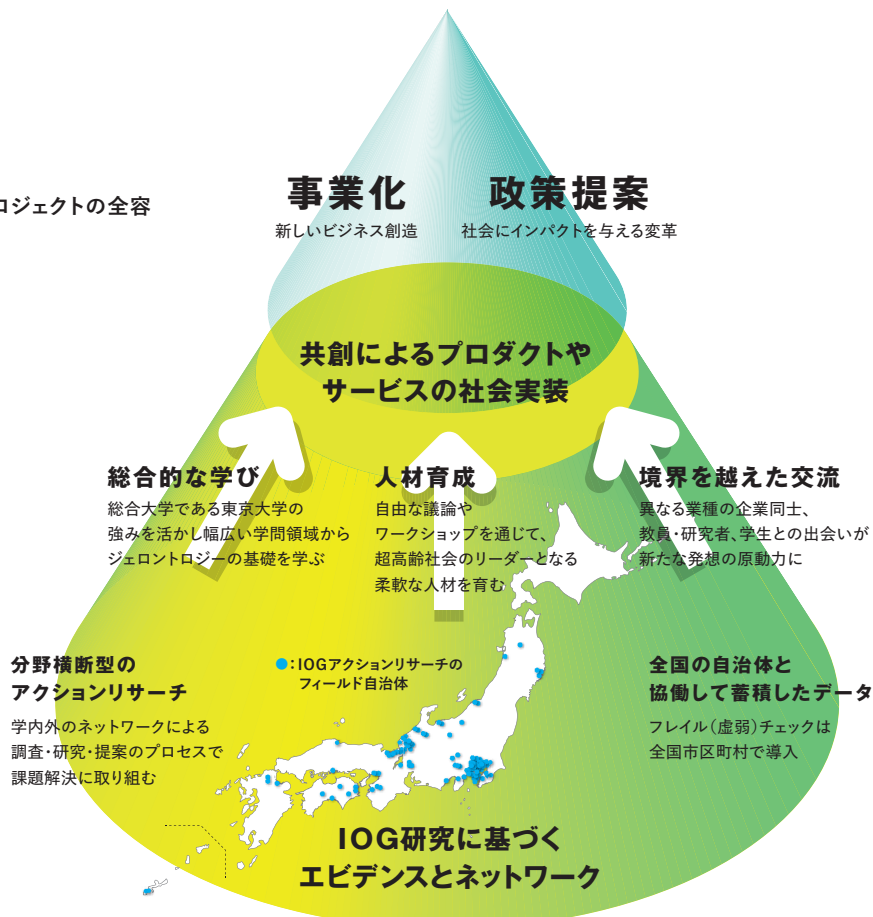 ロジェクトの全容
事業化
新しいビジネス創造
政策提案
社会にインパクトを与える変革
共創によるプロダクトや
サービスの社会実装
総合的な学び
総合大学である東京大学の
強みを活かし幅広い学問領域から
ジェロントロジーの基礎を学ぶ
人材育成
自由な議論や
ワークショップを通じて、
超高齢社会のリーダーとなる
柔軟な人材を育む
境界を越えた交流
異なる業種の企業同士、
教員・研究者、学生との出会いが
新たな発想の原動力に
分野横断型の
アクションリサーチ
学内外のネットワークによる
調査・研究・提案のプロセスで
課題解決に取り組む
●：IOGアクションリサーチの
フィールド自治体
全国の自治体と
協働して蓄積したデータ
フレイル（虚弱）チェックは
全国市区町村で導入
IOG研究に基づく
エビデンスとネットワーク